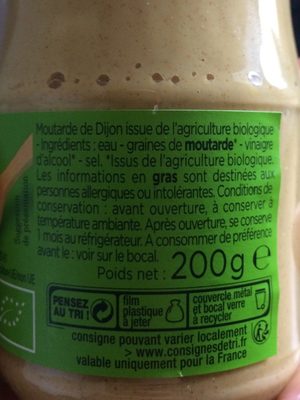 Moutarde de Dijon issue de l'agriculture biologique
- Ingrédients : eau - graines de moutarde* - vinaigre
d'alcool* - sel. *Issus de l'agriculture biologique.
Les informations en gras sont destinées aux
personnes allergiques ou intolérantes. Conditions de
conservation : avant ouverture, à conserver à
température ambiante. Après ouverture, se conserve
1 mois au réfrigérateur. A consommer de préférence
avant le : voir sur le bocal.
Poids net : 200g e
PENSEZ
AU TRI !
film
plastique
à jeter
couvercle métal
et bocal verre
à recycler
consigne pouvant varier localement
> www.consignesdetri.fr
valable uniquement pour la France
Suggestion
de présentation